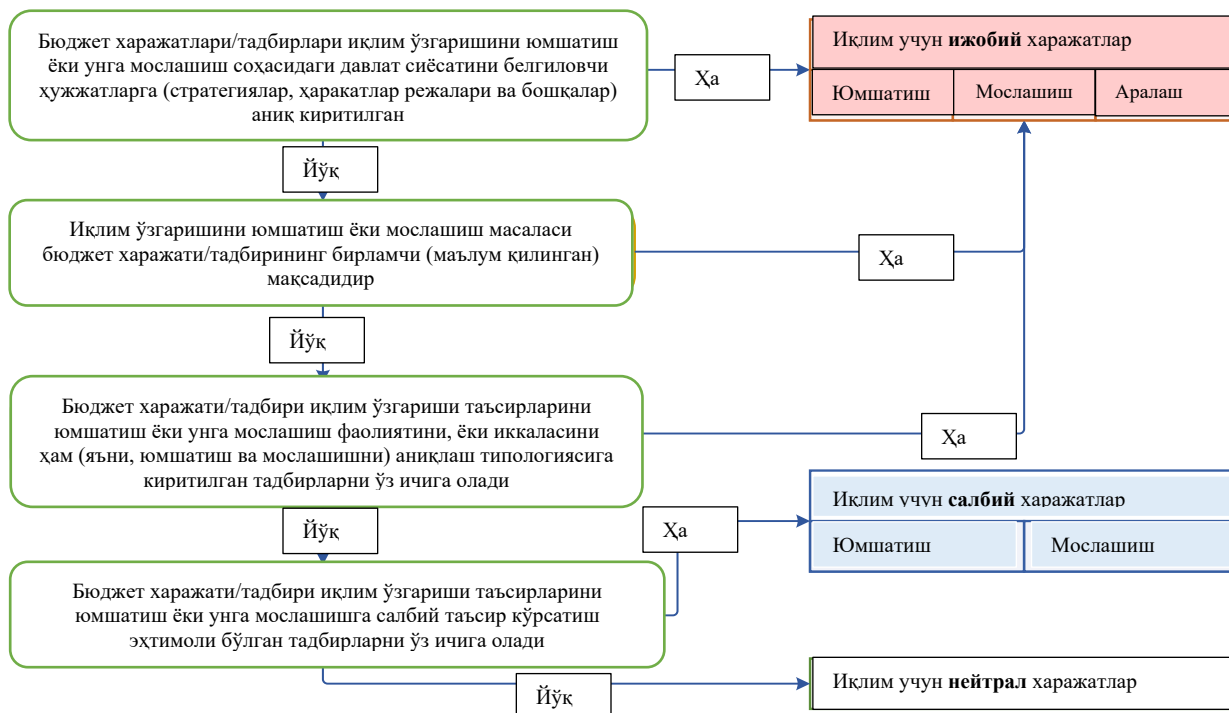 Бюджет харажатлари/тадбирлари иқлим ўзгаришини юмшатиш
ёки унга мослашиш соҳасидаги давлат сиёсатини белгиловчи
ҳужжатларга (стратегиялар, ҳаракатлар режалари ва бошқалар)
аниқ киритилган
Ҳа
Иқлим учун ижобий харажатлар
Юмшатиш
Мослашиш
Аралаш
Йўқ
Иқлим ўзгаришини юмшатиш ёки мослашиш масаласи
бюджет харажати/тадбирининг бирламчи (маълум қилинган)
мақсадидир
Ҳа
Йўқ
Бюджет харажати/тадбири иқлим ўзгариши таъсирларини
юмшатиш ёки унга мослашиш фаолиятини, ёки иккаласини
ҳам (яъни, юмшатиш ва мослашишни) аниқлаш типологиясига
киритилган тадбирларни ўз ичига олади
Ҳа
Йўқ
Ҳа
Иқлим учун салбий харажатлар
Юмшатиш
Мослашиш
Бюджет харажати/тадбири иқлим ўзгариши таъсирларини
юмшатиш ёки унга мослашишга салбий таъсир кўрсатиш
эҳтимоли бўлган тадбирларни ўз ичига олади
Йўқ
Иқлим учун нейтрал харажатлар